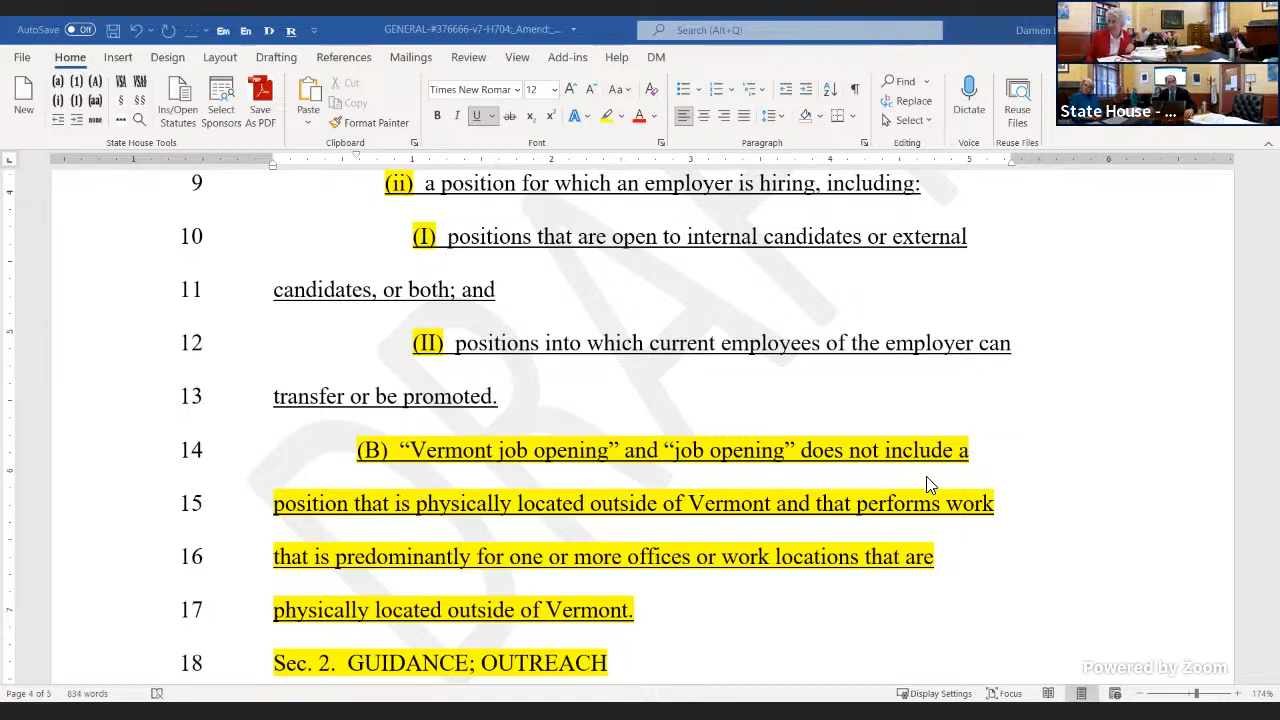 AutoSave Off GENERAL-#376666-v7-H704;_Amend;_... Search (Alt+Q) Damien
File Home Insert Draw Design Layout References Mailings Review View Add-ins Help DM
New Ins/Open Statutes Select Sponsors Save As PDF Paste Cut Copy Format Painter Times New Romar 12 Find Replace Select Dictate Reuse Files
State House Tools Clipboard Font Paragraph Editing Voice Reuse Files
State House - ...
9 (ii) a position for which an employer is hiring, including:
10 (I) positions that are open to internal candidates or external
11 candidates, or both; and
12 (II) positions into which current employees of the employer can
13 transfer or be promoted.
14 (B) “Vermont job opening” and “job opening” does not include a
15 position that is physically located outside of Vermont and that performs work
16 that is predominantly for one or more offices or work locations that are
17 physically located outside of Vermont.
18 Sec. 2. GUIDANCE; OUTREACH
DRAFT
Powered by Zoom
Page 4 of 5 834 words Display Settings Focus 174%